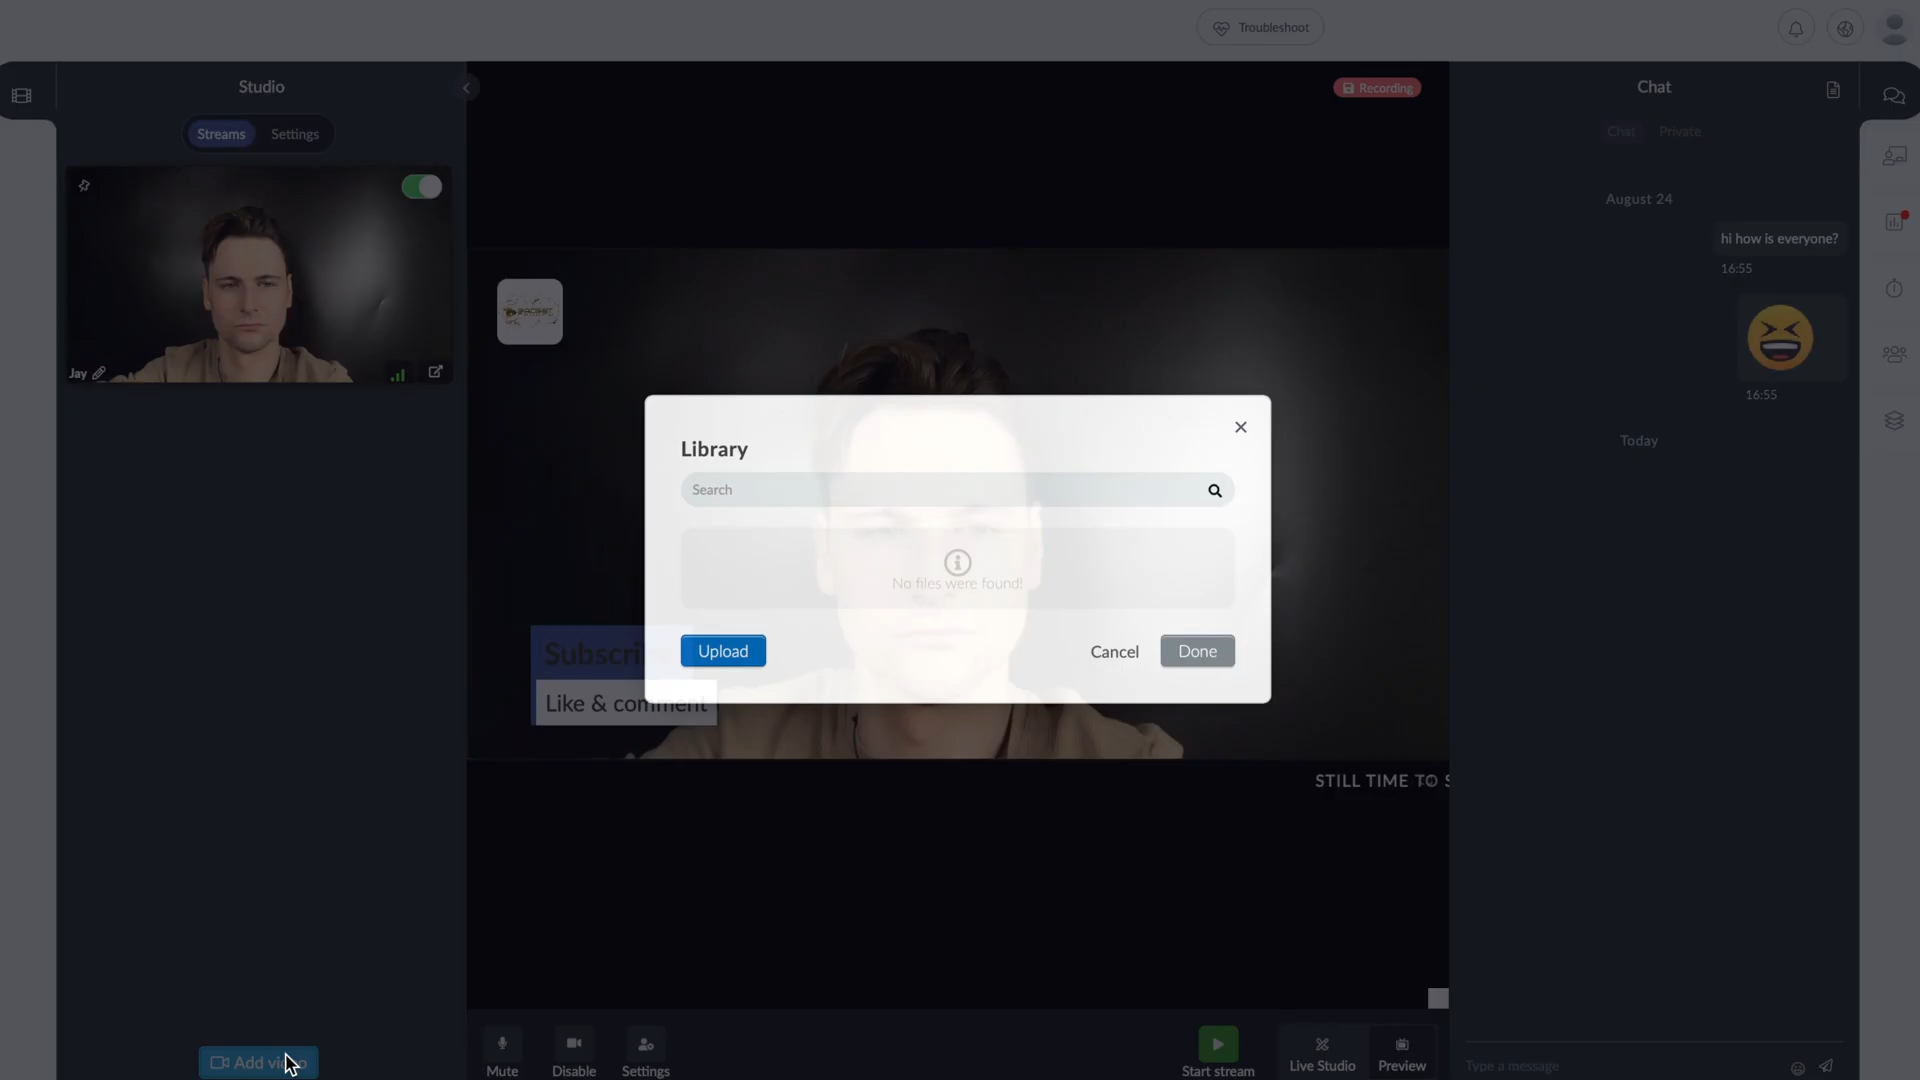 Troubleshoot
Studio
Streams
Settings
Jay
Add video
Recording
Library
Search
No files were found!
Upload
Cancel
Done
Like & comment
STILL TIME TO S
Mute
Disable
Settings
Start stream
Live Studio
Preview
Chat
Chat
Private
August 24
hi how is everyone?
16:55
16:55
Today
Type a message